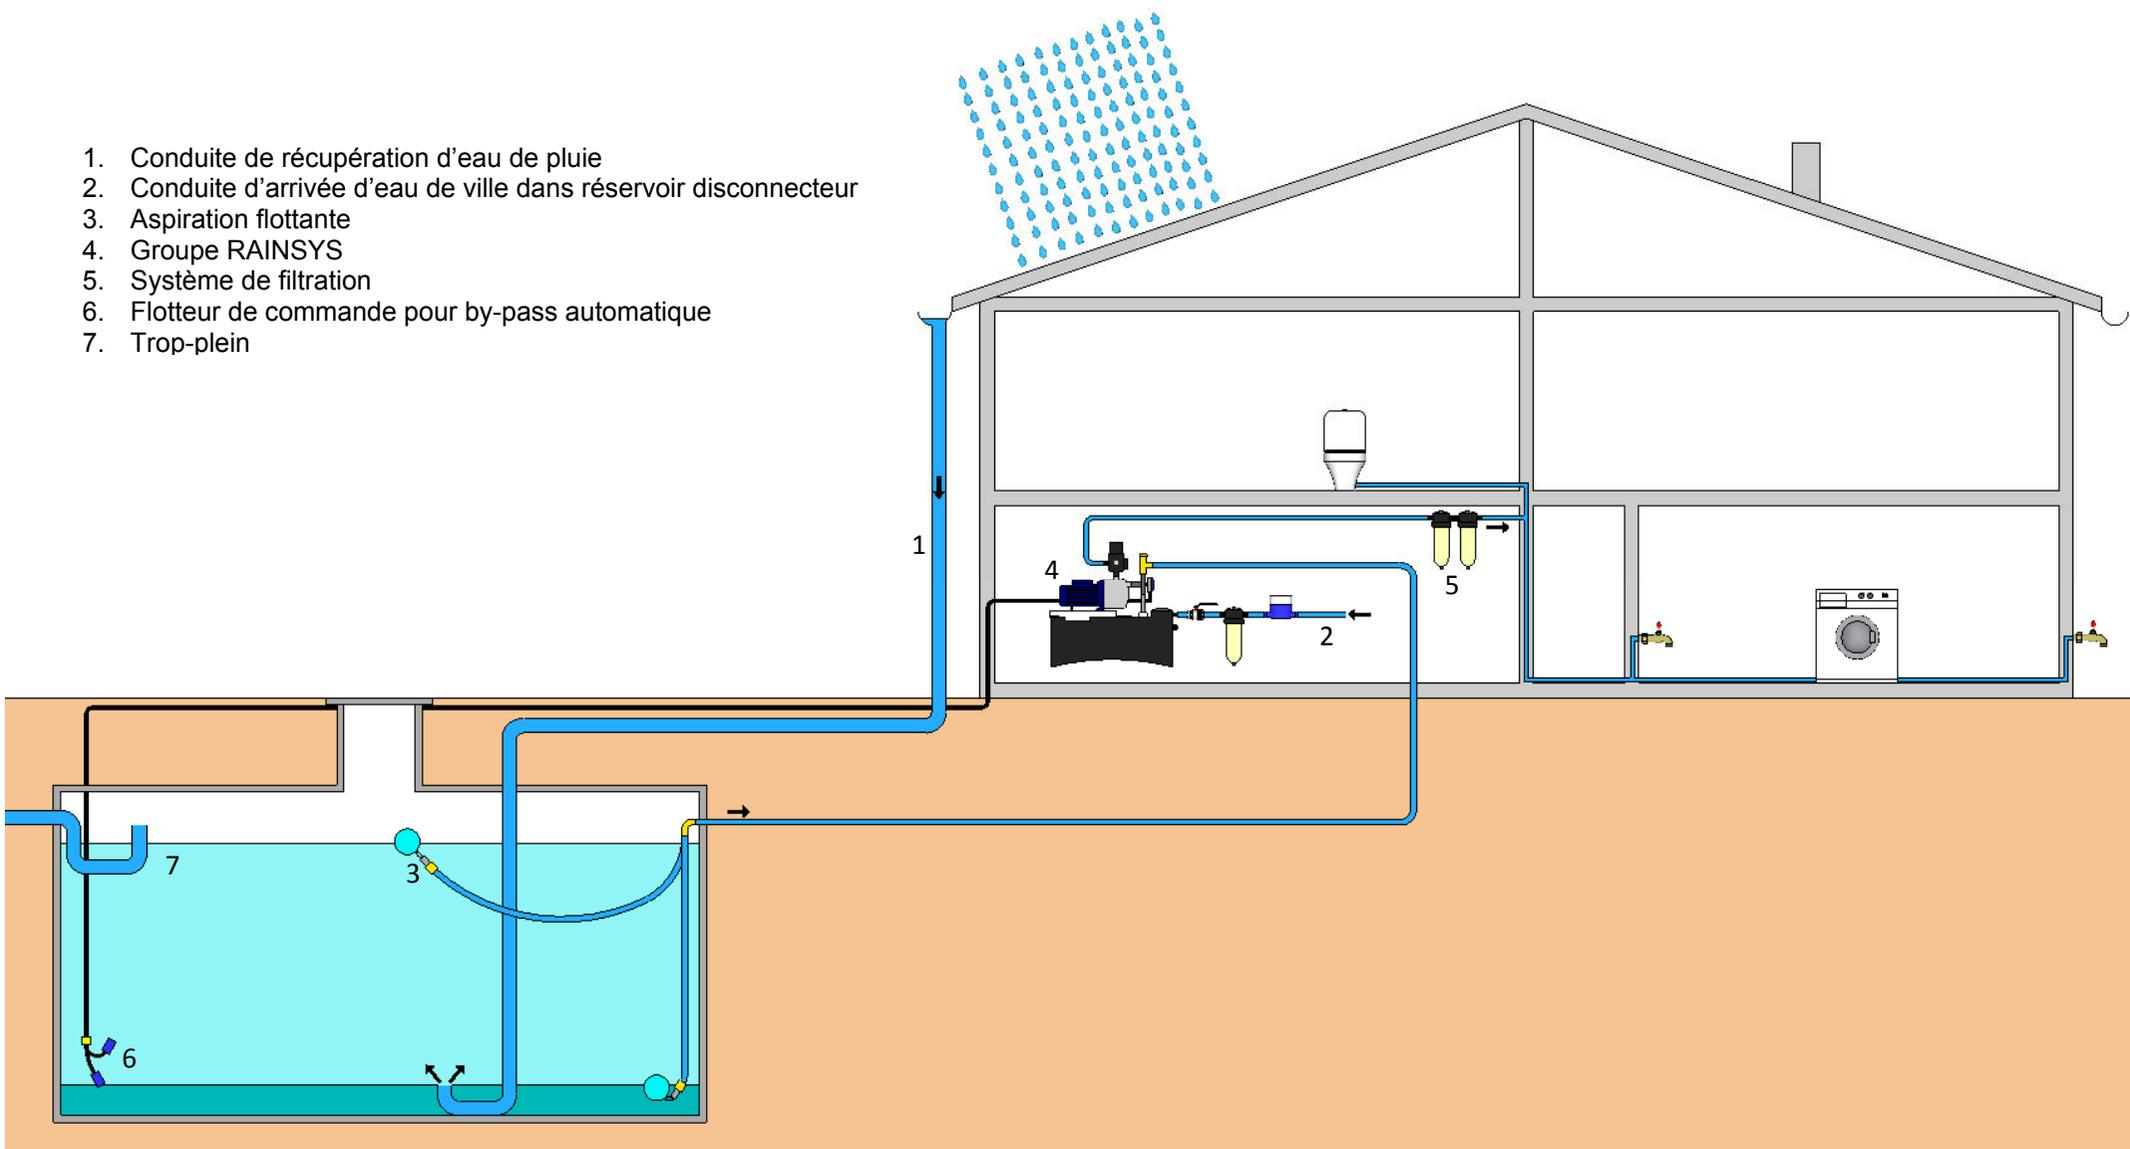 1. Conduite de récupération d’eau de pluie
2. Conduite d’arrivée d’eau de ville dans réservoir disconnecteur
3. Aspiration flottante
4. Groupe RAINSYS
5. Système de filtration
6. Flotteur de commande pour by-pass automatique
7. Trop-plein
1
4
5
2
7
3
6